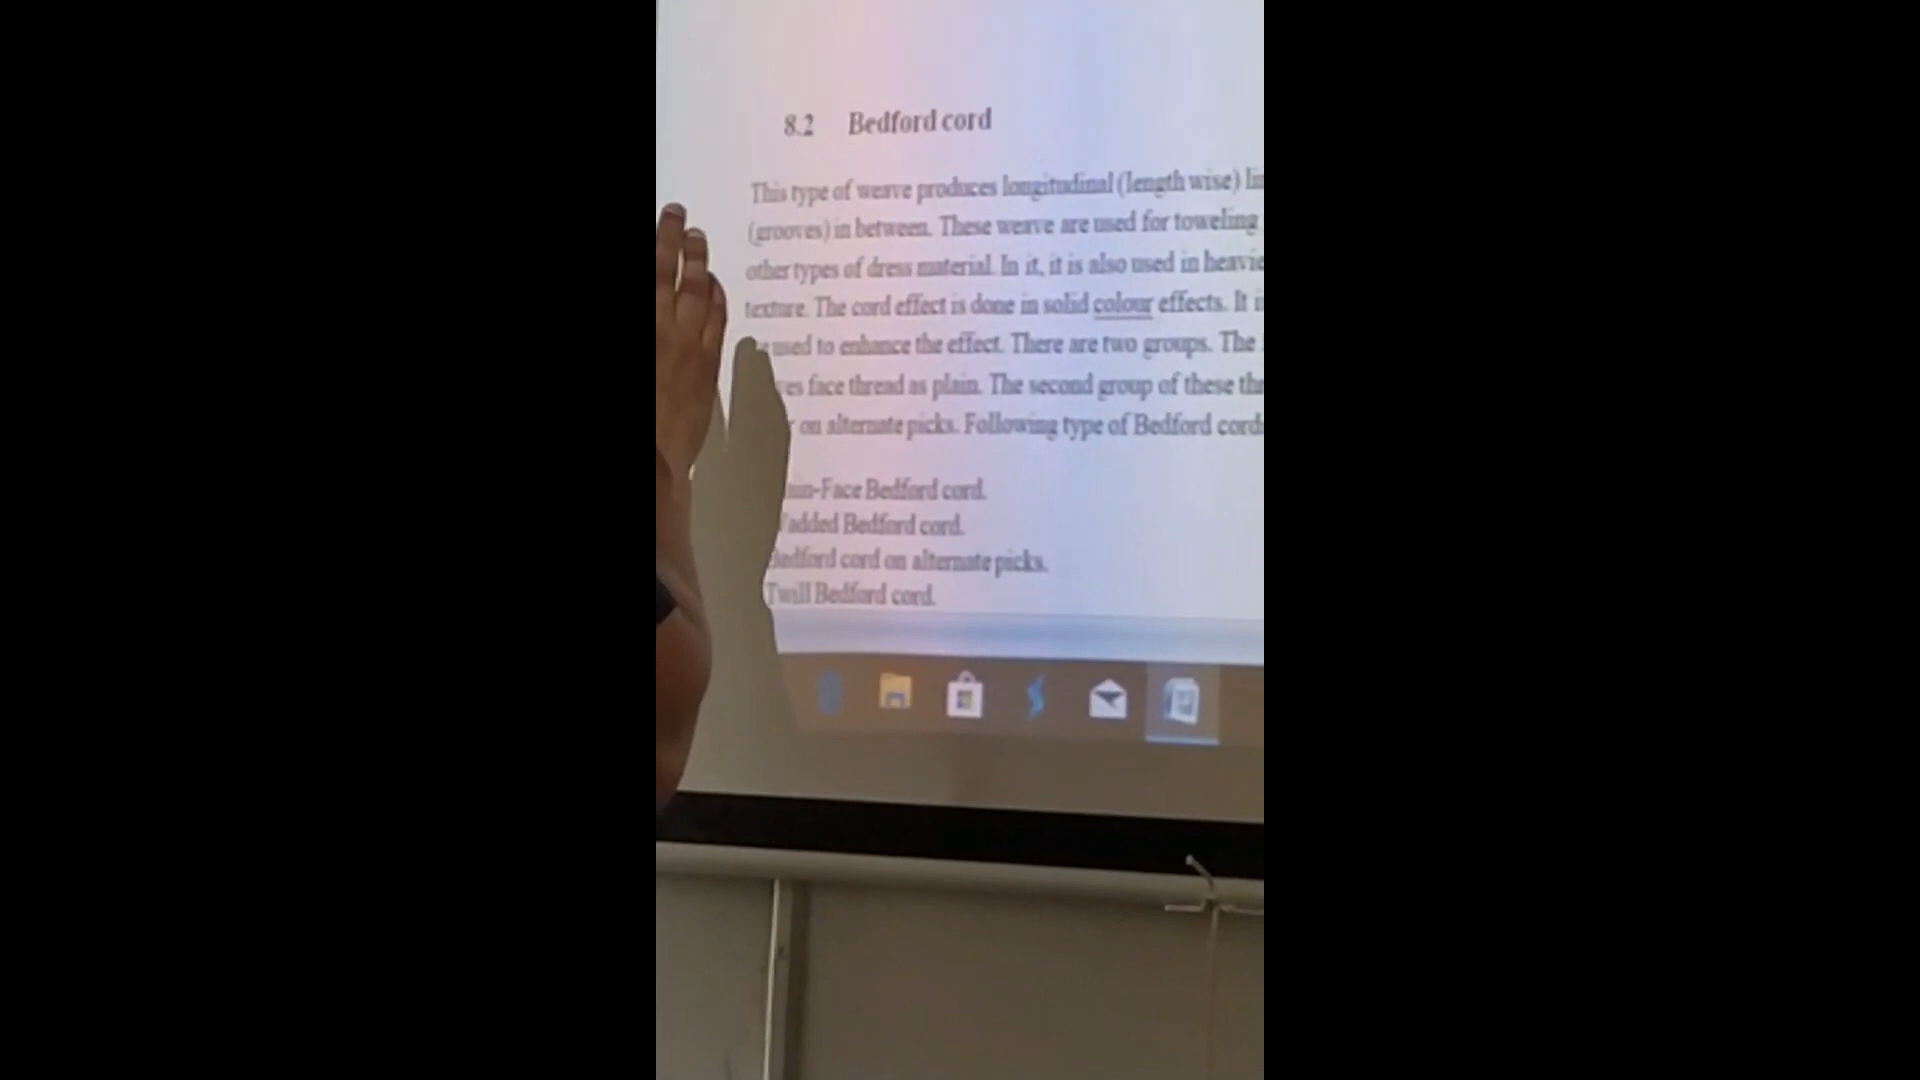 8.2 Bedford cord
This type of weave produces longitudinal (length wise)
(grooves) in between. These weave are used for toweling
other types of dress material. In it, it is also used in
texture. The cord effect is done in solid colour effects. It
used to enhance the effect. There are two groups. The
face thread as plain. The second group of these
on alternate picks. Following type of Bedford cord
-Face Bedford cord.
Bedford cord.
Bedford cord on alternate picks.
Twill Bedford cord.